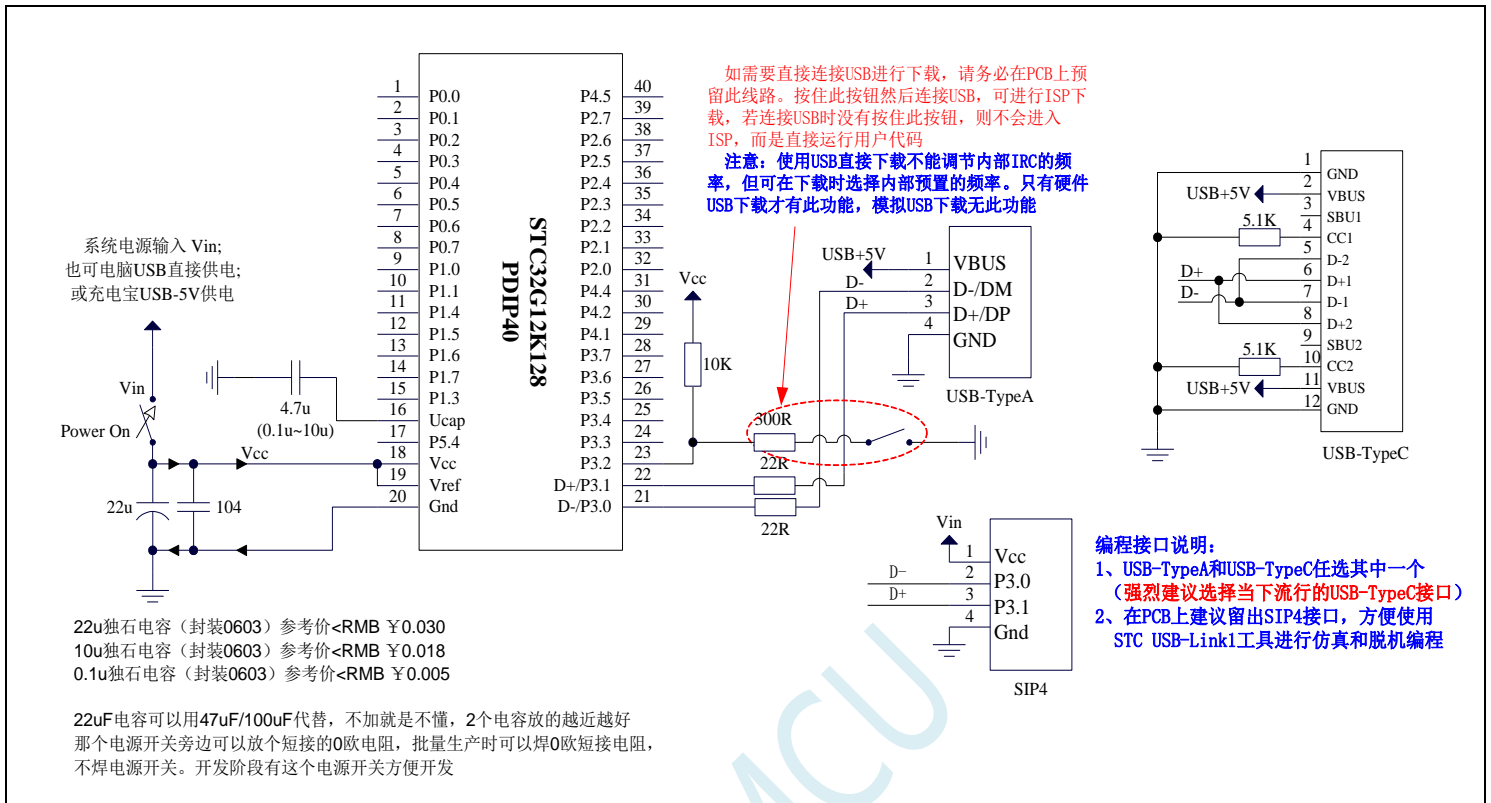 1
2
3
4
5
6
7
8
9
10
11
12
13
14
15
16
17
18
19
20
P0.0
P0.1
P0.2
P0.3
P0.4
P0.5
P0.6
P0.7
P1.0
P1.1
P1.4
P1.5
P1.6
P1.7
P1.3
Ucap
P5.4
Vcc
Vref
Gnd
STC32G12K128
PDIP40
P4.5
P2.7
P2.6
P2.5
P2.4
P2.3
P2.2
P2.1
P2.0
P4.4
P4.2
P4.1
P3.7
P3.6
P3.5
P3.4
P3.3
P3.2
D+/P3.1
D-/P3.0
40
39
38
37
36
35
34
33
32
31
30
29
28
27
26
25
24
23
22
21
系统电源输入 Vin;
也可电脑USB直接供电;
或充电宝USB-5V供电
Vin
Power On
4.7u
(0.1u~10u)
Vcc
22u
104
如需要直接连接USB进行下载，请务必在PCB上预
留此线路。按住此按钮然后连接USB，可进行ISP下
载，若连接USB时没有按住此按钮，则不会进入
ISP，而是直接运行用户代码
注意：使用USB直接下载不能调节内部IRC的频
率，但可在下载时选择内部预置的频率。只有硬件
USB下载才有此功能，模拟USB下载无此功能
Vcc
10K
300R
22R
22R
USB+5V
D-
D+
1
2
3
4
VBUS
D-/DM
D+/DP
GND
USB-TypeA
USB+5V
5.1K
D+
D-
5.1K
USB+5V
1
2
3
4
5
6
7
8
9
10
11
12
GND
VBUS
SBU1
CC1
D-2
D+1
D-1
D+2
SBU2
CC2
VBUS
GND
USB-TypeC
Vin
D-
D+
1
2
3
4
Vcc
P3.0
P3.1
Gnd
SIP4
编程接口说明：
1、USB-TypeA和USB-TypeC任选其中一个
（强烈建议选择当下流行的USB-TypeC接口）
2、在PCB上建议留出SIP4接口，方便使用
STC USB-Link1工具进行仿真和脱机编程
22u独石电容（封装0603）参考价<RMB ￥0.030
10u独石电容（封装0603）参考价<RMB ￥0.018
0.1u独石电容（封装0603）参考价<RMB ￥0.005
22uF电容可以用47uF/100uF代替，不加就是不懂，2个电容放的越近越好
那个电源开关旁边可以放个短接的0欧电阻，批量生产时可以焊0欧短接电阻，
不焊电源开关。开发阶段有这个电源开关方便开发
MCU